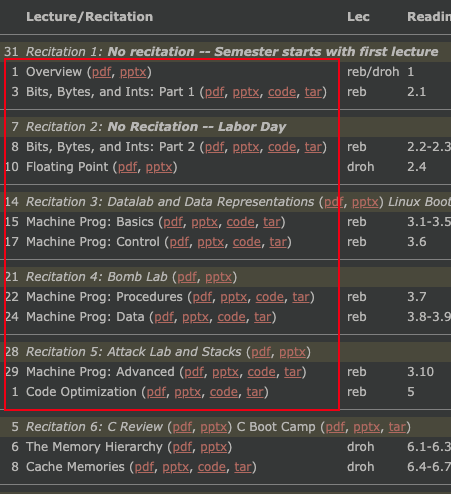 Lecture/Recitation Lec Readin
31 Recitation 1: No recitation -- Semester starts with first lecture
1 Overview (pdf, pptx) reb/droh 1
3 Bits, Bytes, and Ints: Part 1 (pdf, pptx, code, tar) reb 2.1
7 Recitation 2: No Recitation -- Labor Day
8 Bits, Bytes, and Ints: Part 2 (pdf, pptx, code, tar) reb 2.2-2.3
10 Floating Point (pdf, pptx) droh 2.4
14 Recitation 3: Datalab and Data Representations (pdf, pptx) Linux Boot
15 Machine Prog: Basics (pdf, pptx, code, tar) reb 3.1-3.5
17 Machine Prog: Control (pdf, pptx, code, tar) reb 3.6
21 Recitation 4: Bomb Lab (pdf, pptx)
22 Machine Prog: Procedures (pdf, pptx, code, tar) reb 3.7
24 Machine Prog: Data (pdf, pptx, code, tar) reb 3.8-3.9
28 Recitation 5: Attack Lab and Stacks (pdf, pptx)
29 Machine Prog: Advanced (pdf, pptx, code, tar) reb 3.10
1 Code Optimization (pdf, pptx, code, tar) reb 5
5 Recitation 6: C Review (pdf, pptx) C Boot Camp (pdf, pptx, tar)
6 The Memory Hierarchy (pdf, pptx) droh 6.1-6.3
8 Cache Memories (pdf, pptx, code, tar) droh 6.4-6.7